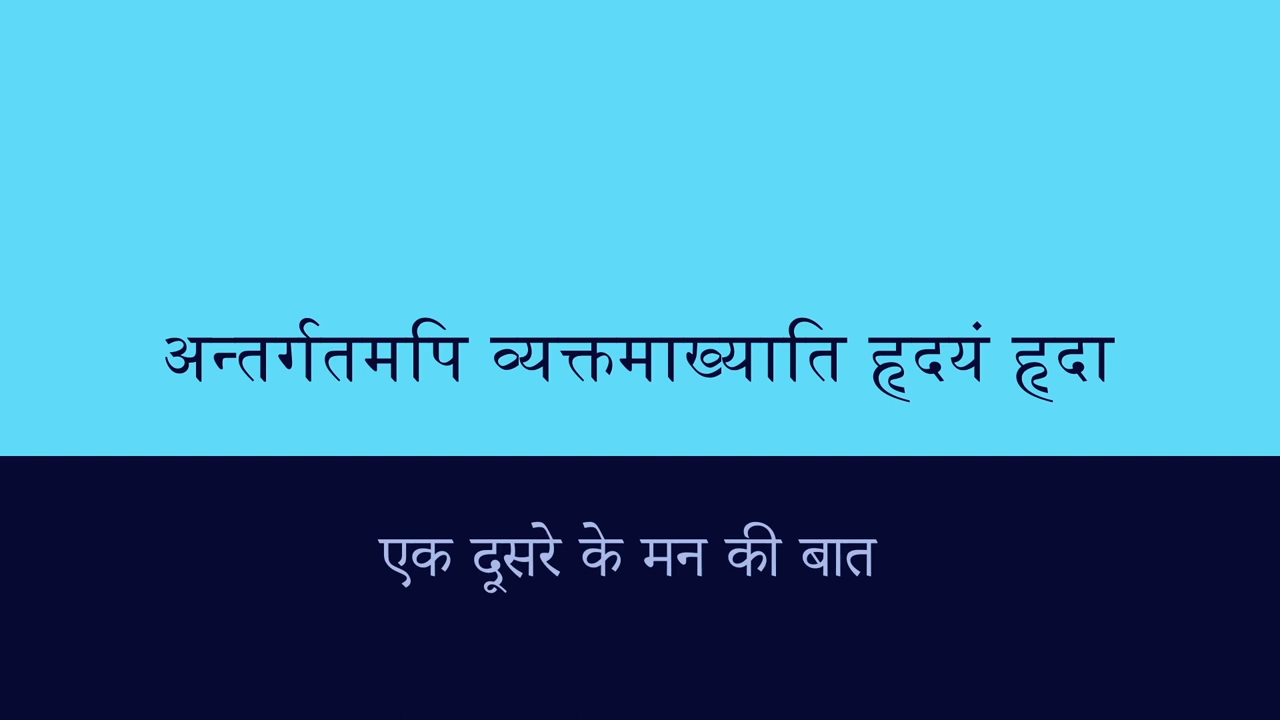 अन्तर्गतमपि व्यक्तमाख्याति हृदयं हृदा
एक दूसरे के मन की बात